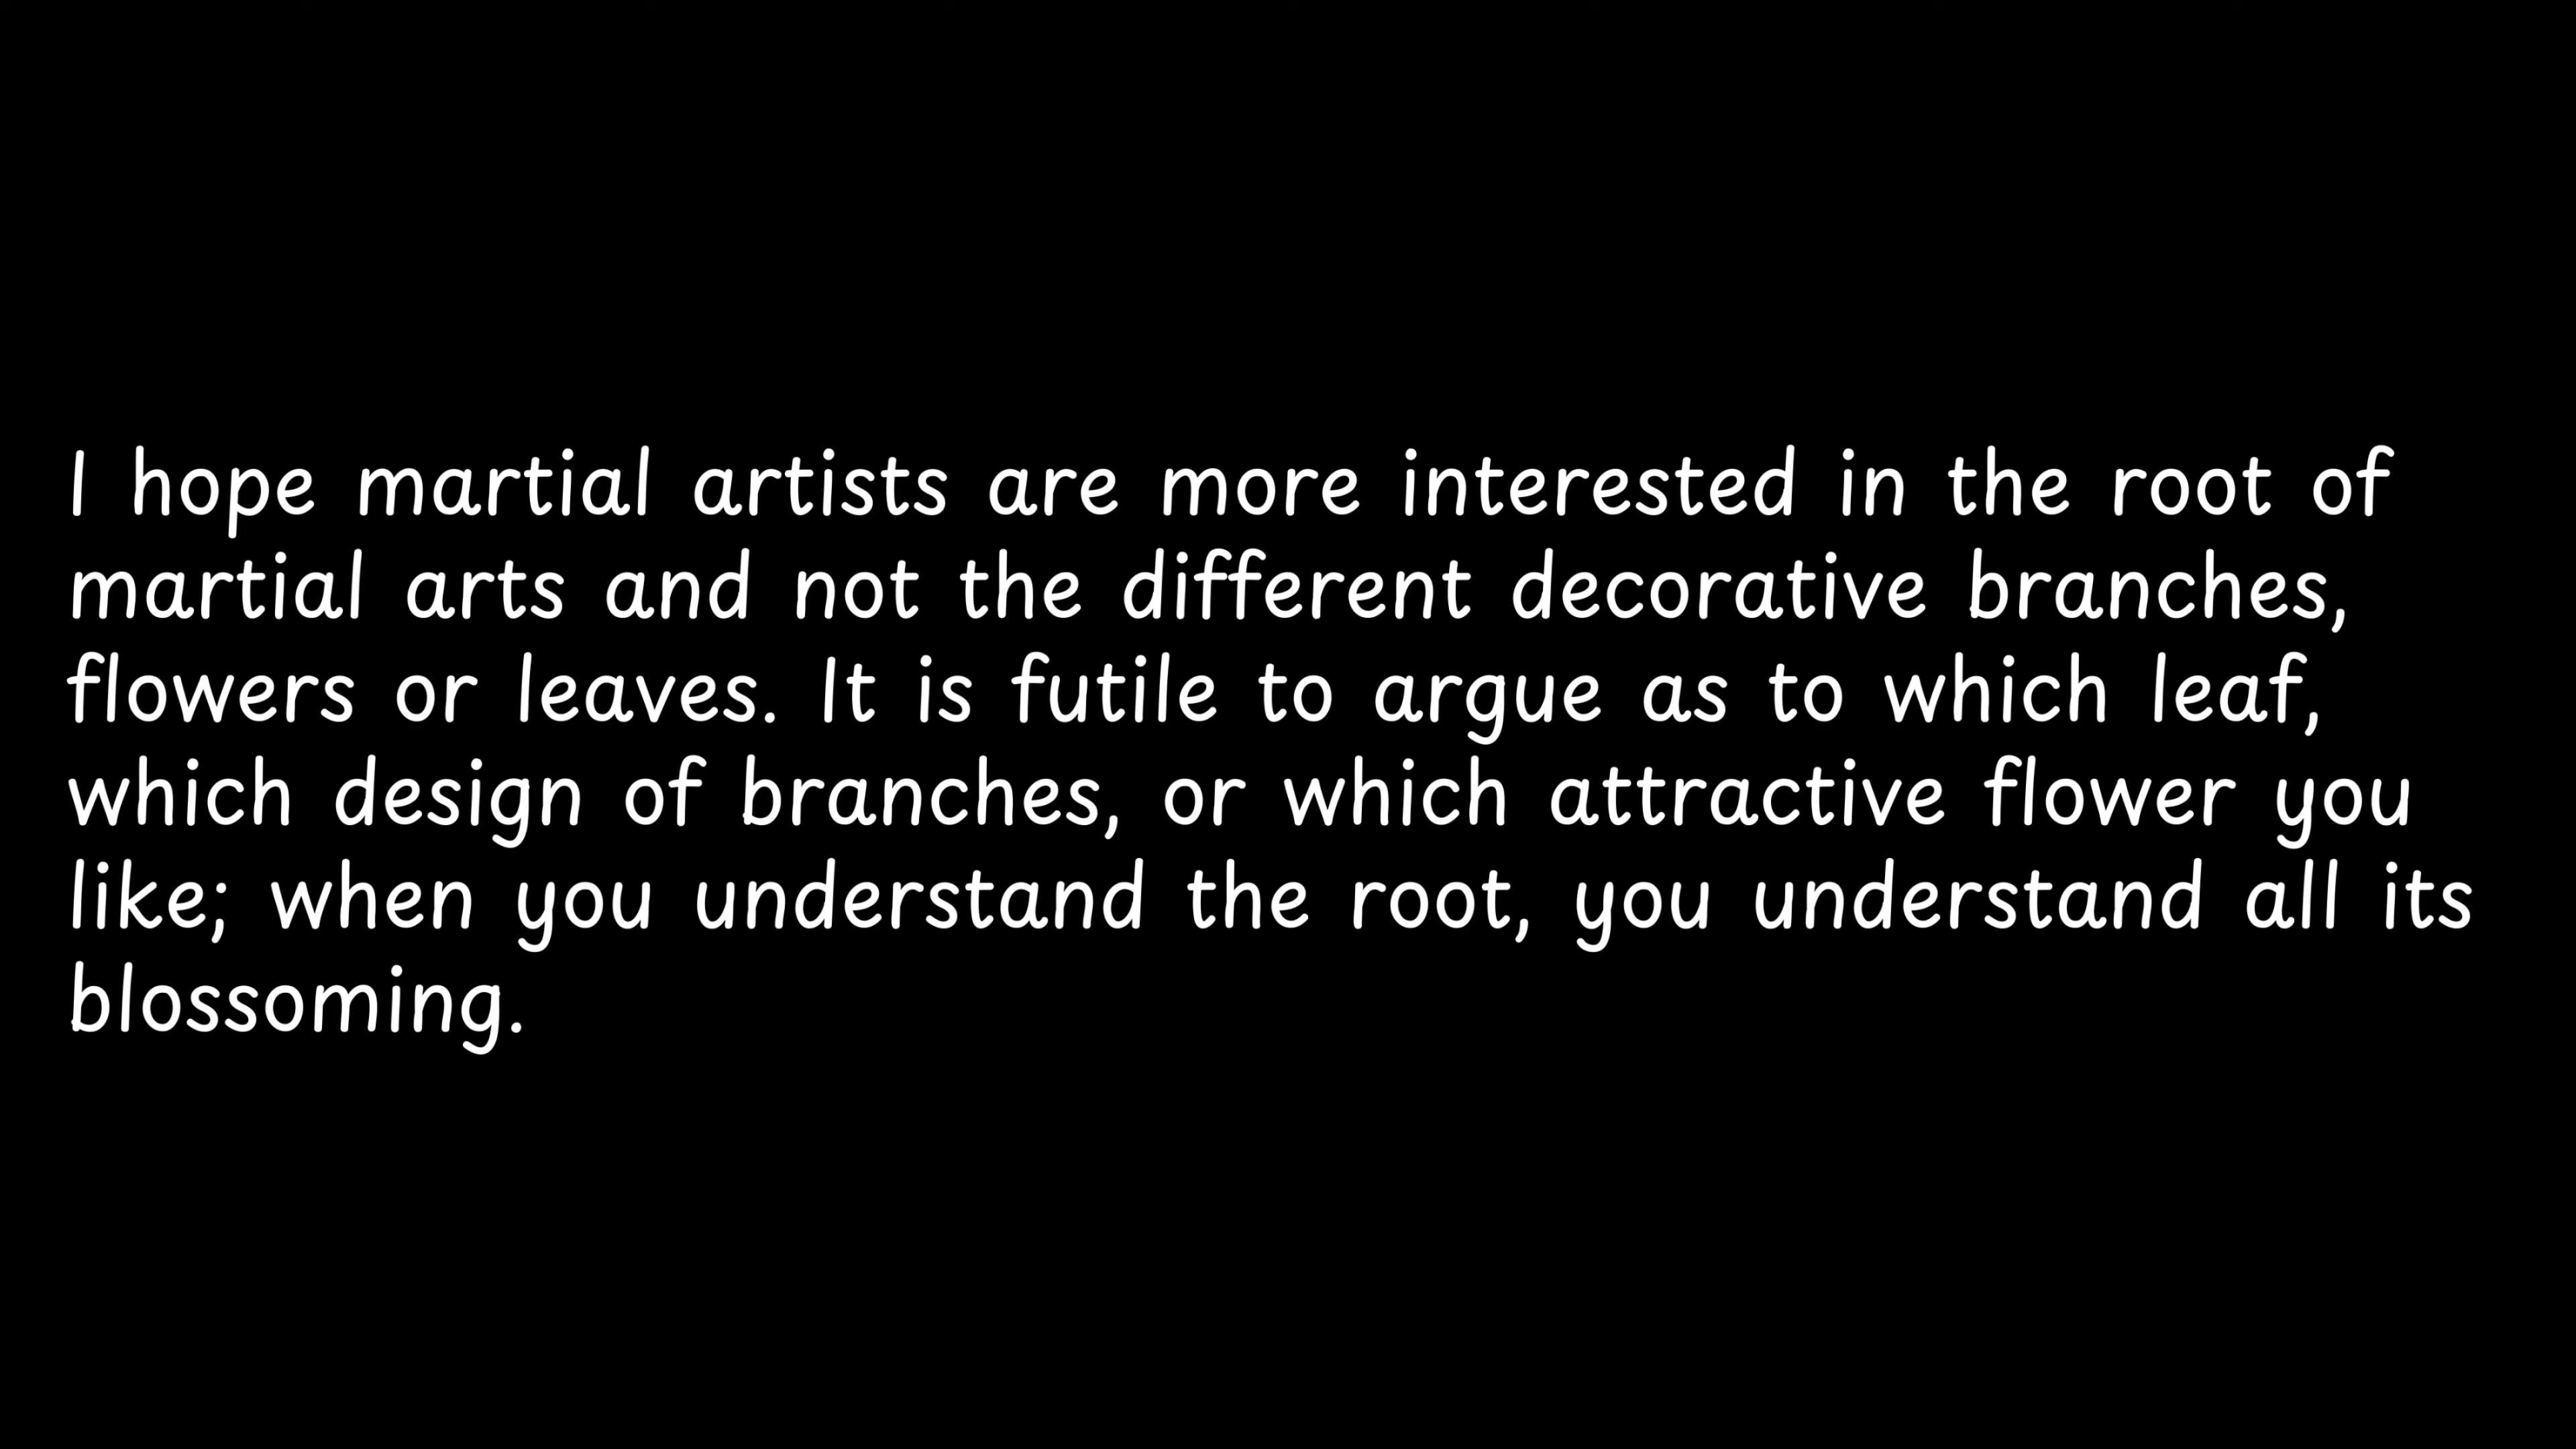 I hope martial artists are more interested in the root of
martial arts and not the different decorative branches,
flowers or leaves. It is futile to argue as to which leaf,
which design of branches, or which attractive flower you
like; when you understand the root, you understand all its
blossoming.